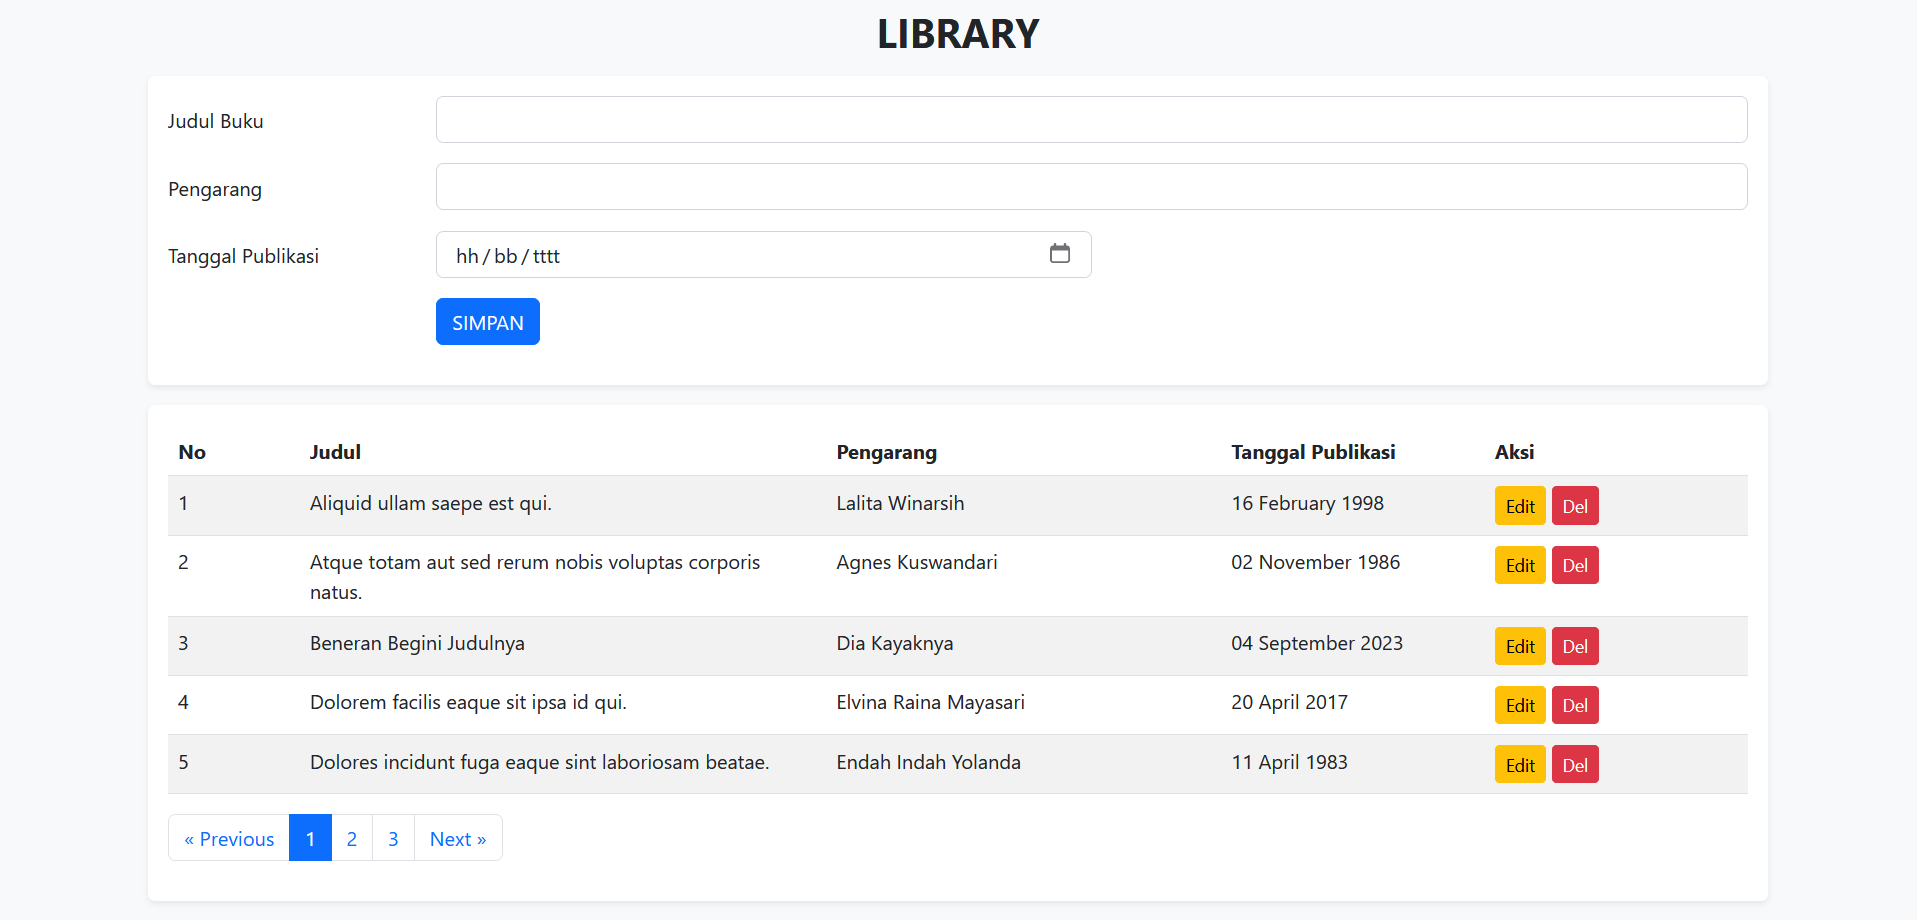 LIBRARY
Judul Buku
Pengarang
Tanggal Publikasi
hh/bb/tttt
SIMPAN
No Judul Pengarang Tanggal Publikasi Aksi
1 Aliquid ullam saepe est qui. Lalita Winarsih 16 February 1998 Edit Del
2 Atque totam aut sed rerum nobis voluptas corporis Agnes Kuswandari 02 November 1986 Edit Del
natus.
3 Beneran Begini Judulnya Dia Kayaknya 04 September 2023 Edit Del
4 Dolorem facilis eaque sit ipsa id qui. Elvina Raina Mayasari 20 April 2017 Edit Del
5 Dolores incidunt fuga eaque sint laboriosam beatae. Endah Indah Yolanda 11 April 1983 Edit Del
« Previous 1 2 3 Next »